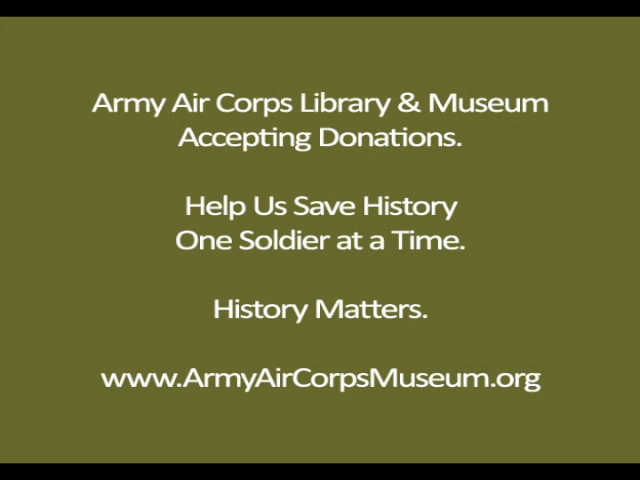 Army Air Corps Library & Museum
Accepting Donations.
Help Us Save History
One Soldier at a Time.
History Matters.
www.ArmyAirCorpsMuseum.org